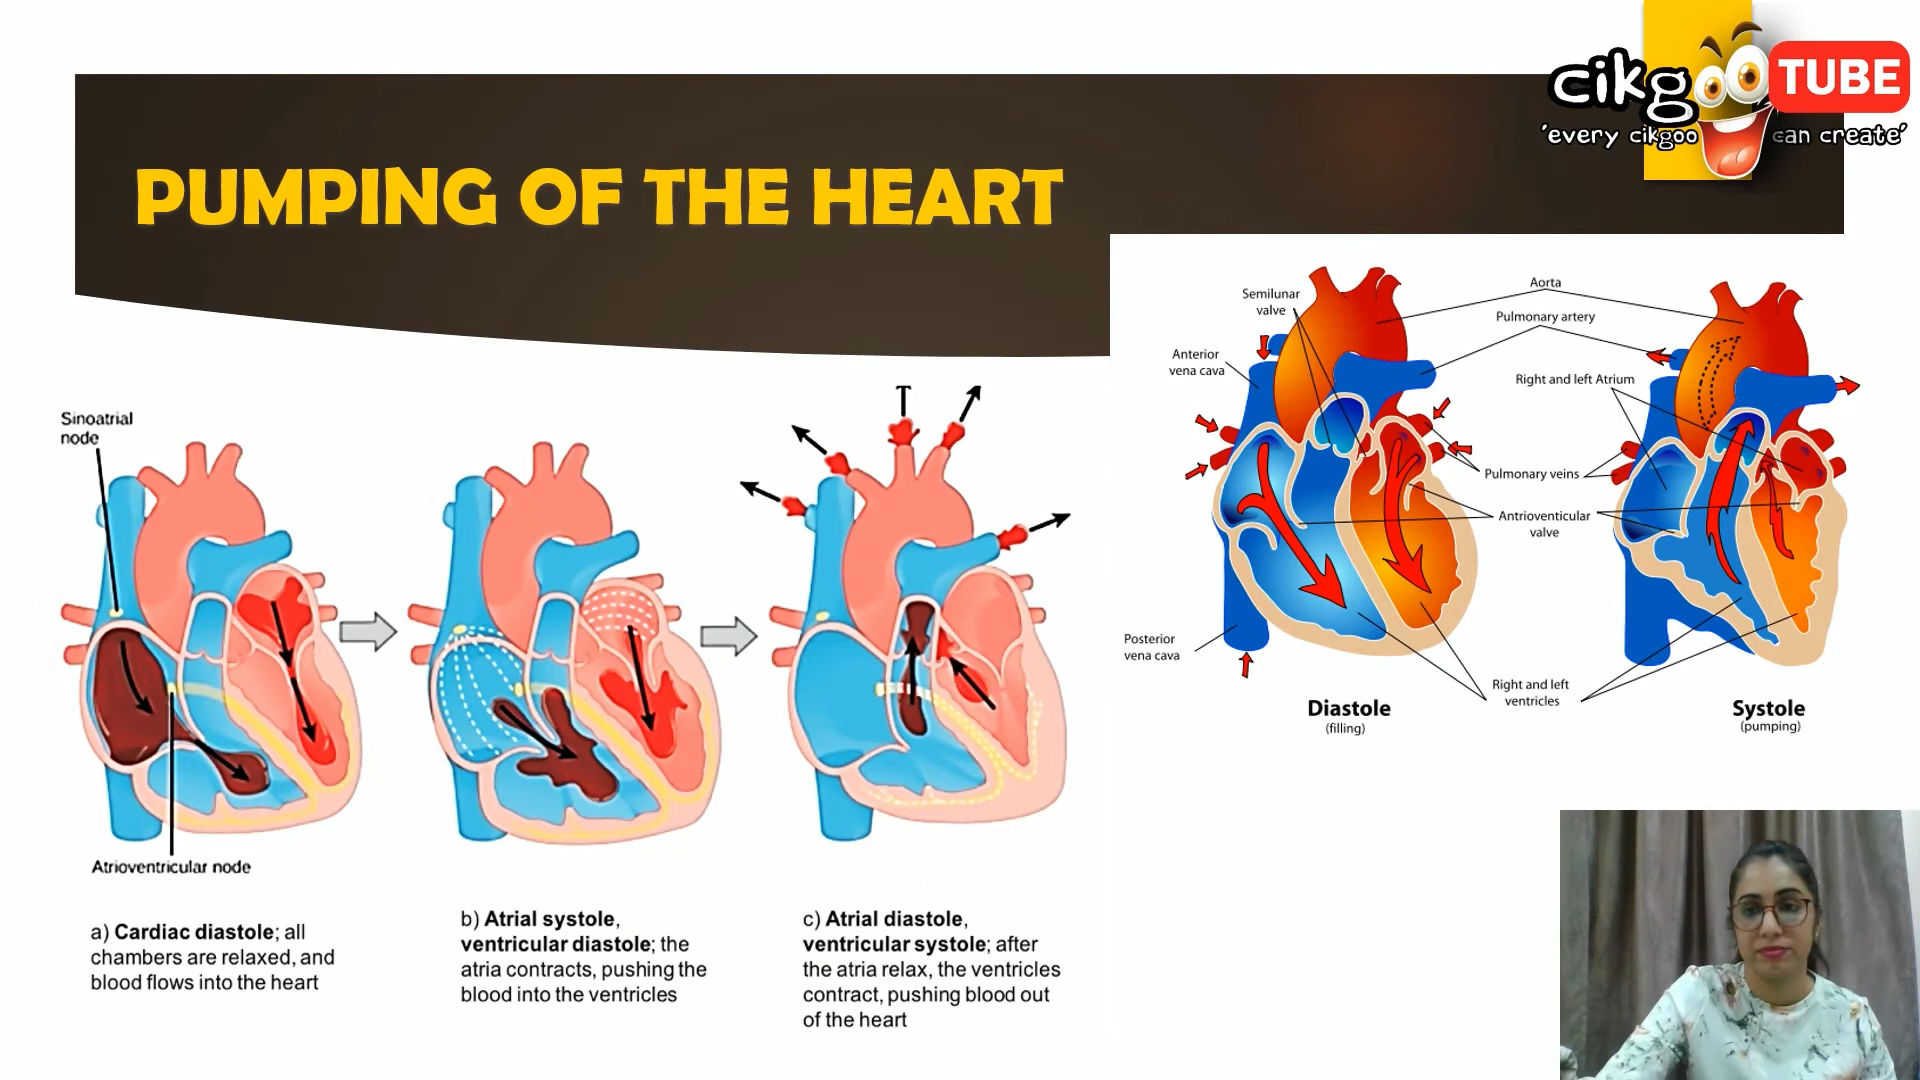 cikgoo TUBE
'every cikgoo can create'
PUMPING OF THE HEART
Sinoatrial
node
Atrioventricular node
a) Cardiac diastole; all
chambers are relaxed, and
blood flows into the heart
b) Atrial systole,
ventricular diastole; the
atria contracts, pushing the
blood into the ventricles
c) Atrial diastole,
ventricular systole; after
the atria relax, the ventricles
contract, pushing blood out
of the heart
Semilunar
valve
Aorta
Pulmonary artery
Anterior
vena cava
Right and left Atrium
Pulmonary veins
Antrioventicular
valve
Posterior
vena cava
Right and left
ventricles
Diastole
(filling)
Systole
(pumping)